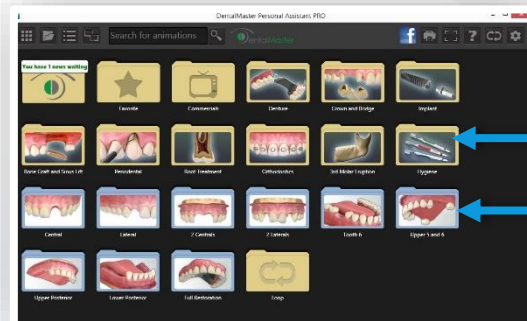 DentalMaster Personal Assistant PRO
Search for animations
DentalMaster
You have 1 news waiting
Favorite
Commercials
Denture
Crown and Bridge
Implant
Bone Graft and Sinus Lift
Periodontal
Root Treatment
Orthodontics
3rd Molar Eruption
Hygiene
Central
Lateral
2 Centrals
2 Laterals
Tooth 6
Upper 5 and 6
Upper Posterior
Lower Posterior
Full Restoration
Loop